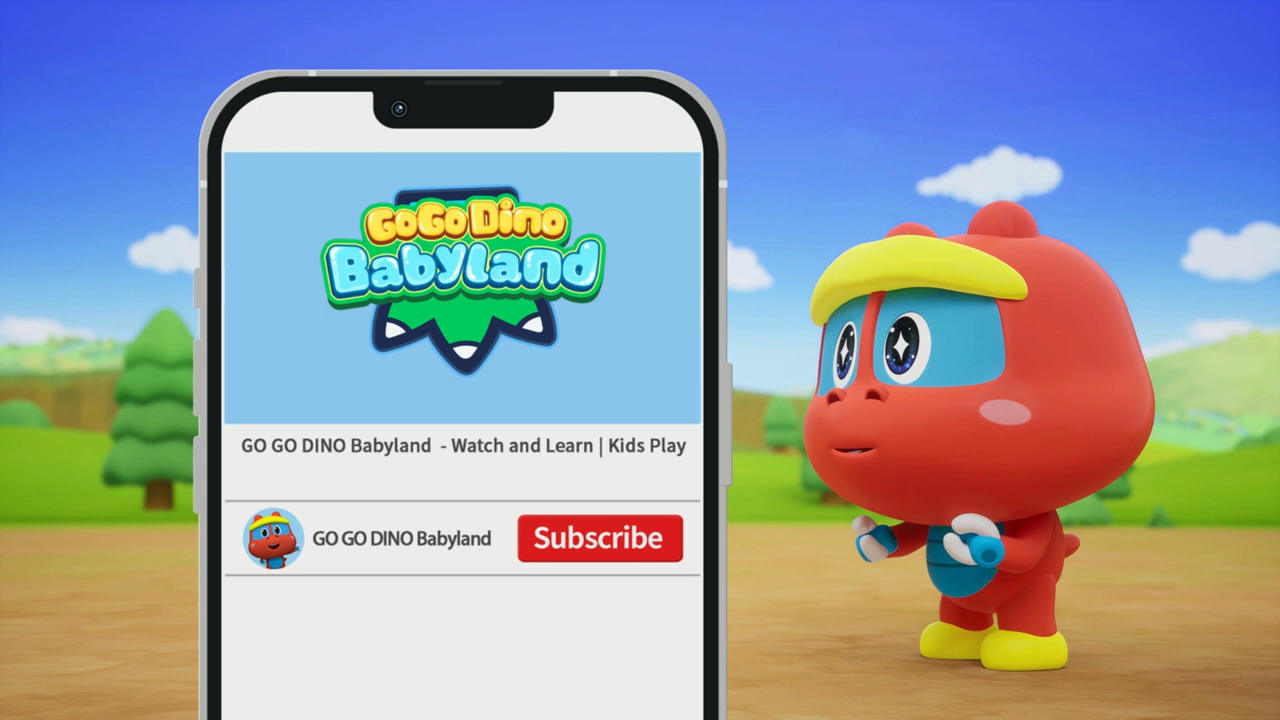 GoGo Dino
Babyland
GO GO DINO Babyland - Watch and Learn | Kids Play
GO GO DINO Babyland
Subscribe